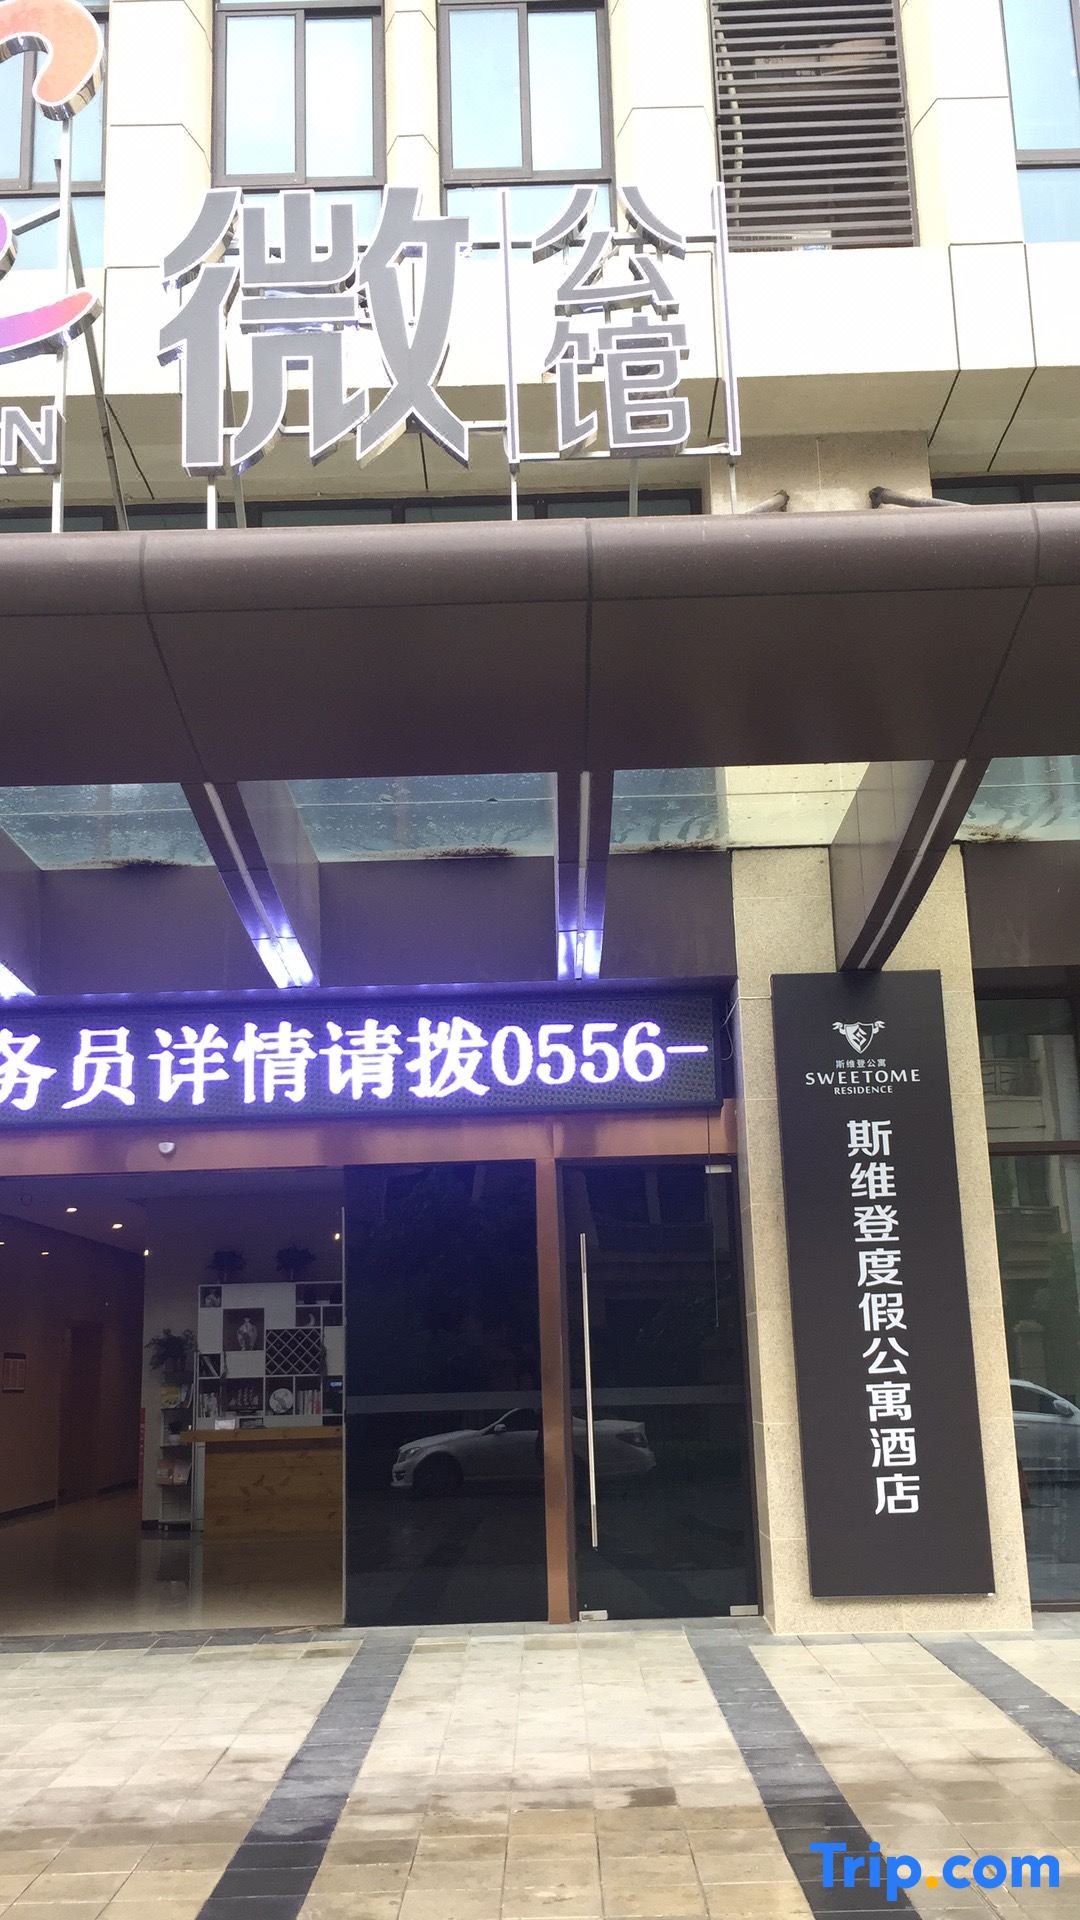 微公馆
N
务员详情请拨0556-
斯维登公寓
SWEETOME
RESIDENCE
斯维登度假公寓酒店
Trip.com